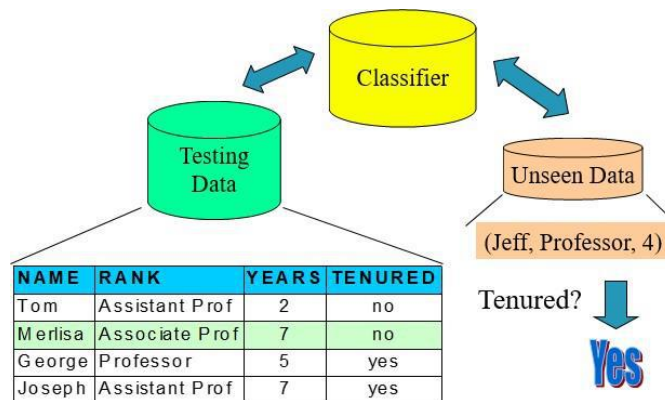 Classifier
Testing
Data
Unseen Data
(Jeff, Professor, 4)
NAME RANK YEARS TENURED
Tom Assistant Prof 2 no
Merlisa Associate Prof 7 no
George Professor 5 yes
Joseph Assistant Prof 7 yes
Tenured?
Yes